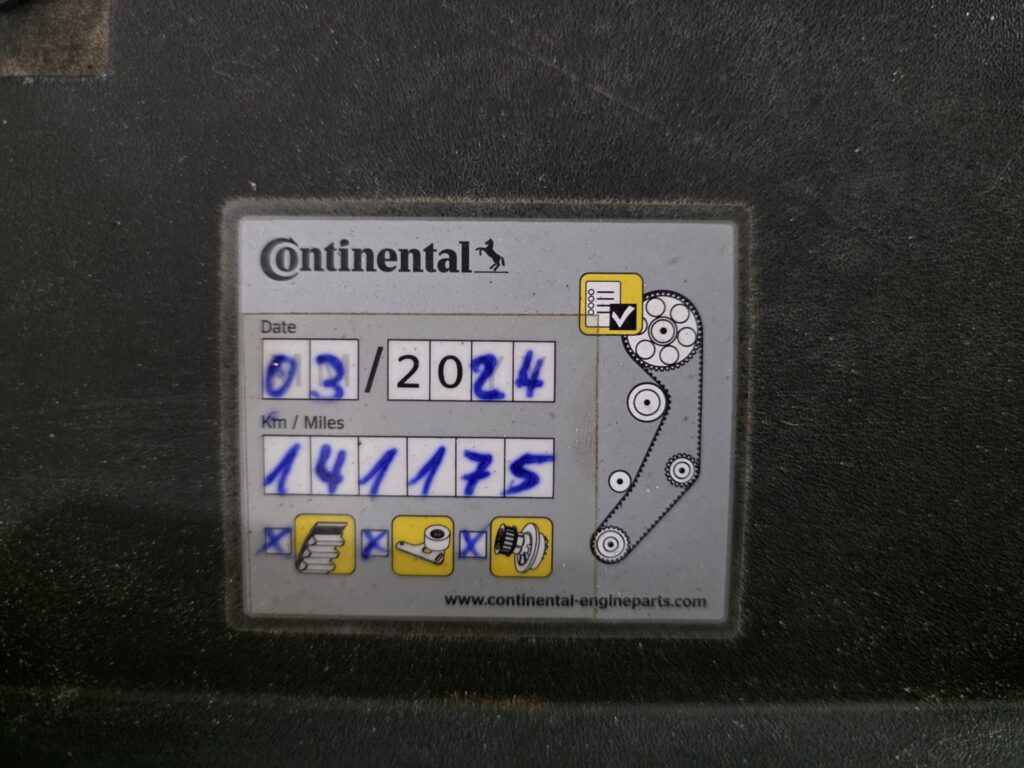 Continental
Date
03/2024
Km / Miles
141175
www.continental-engineparts.com